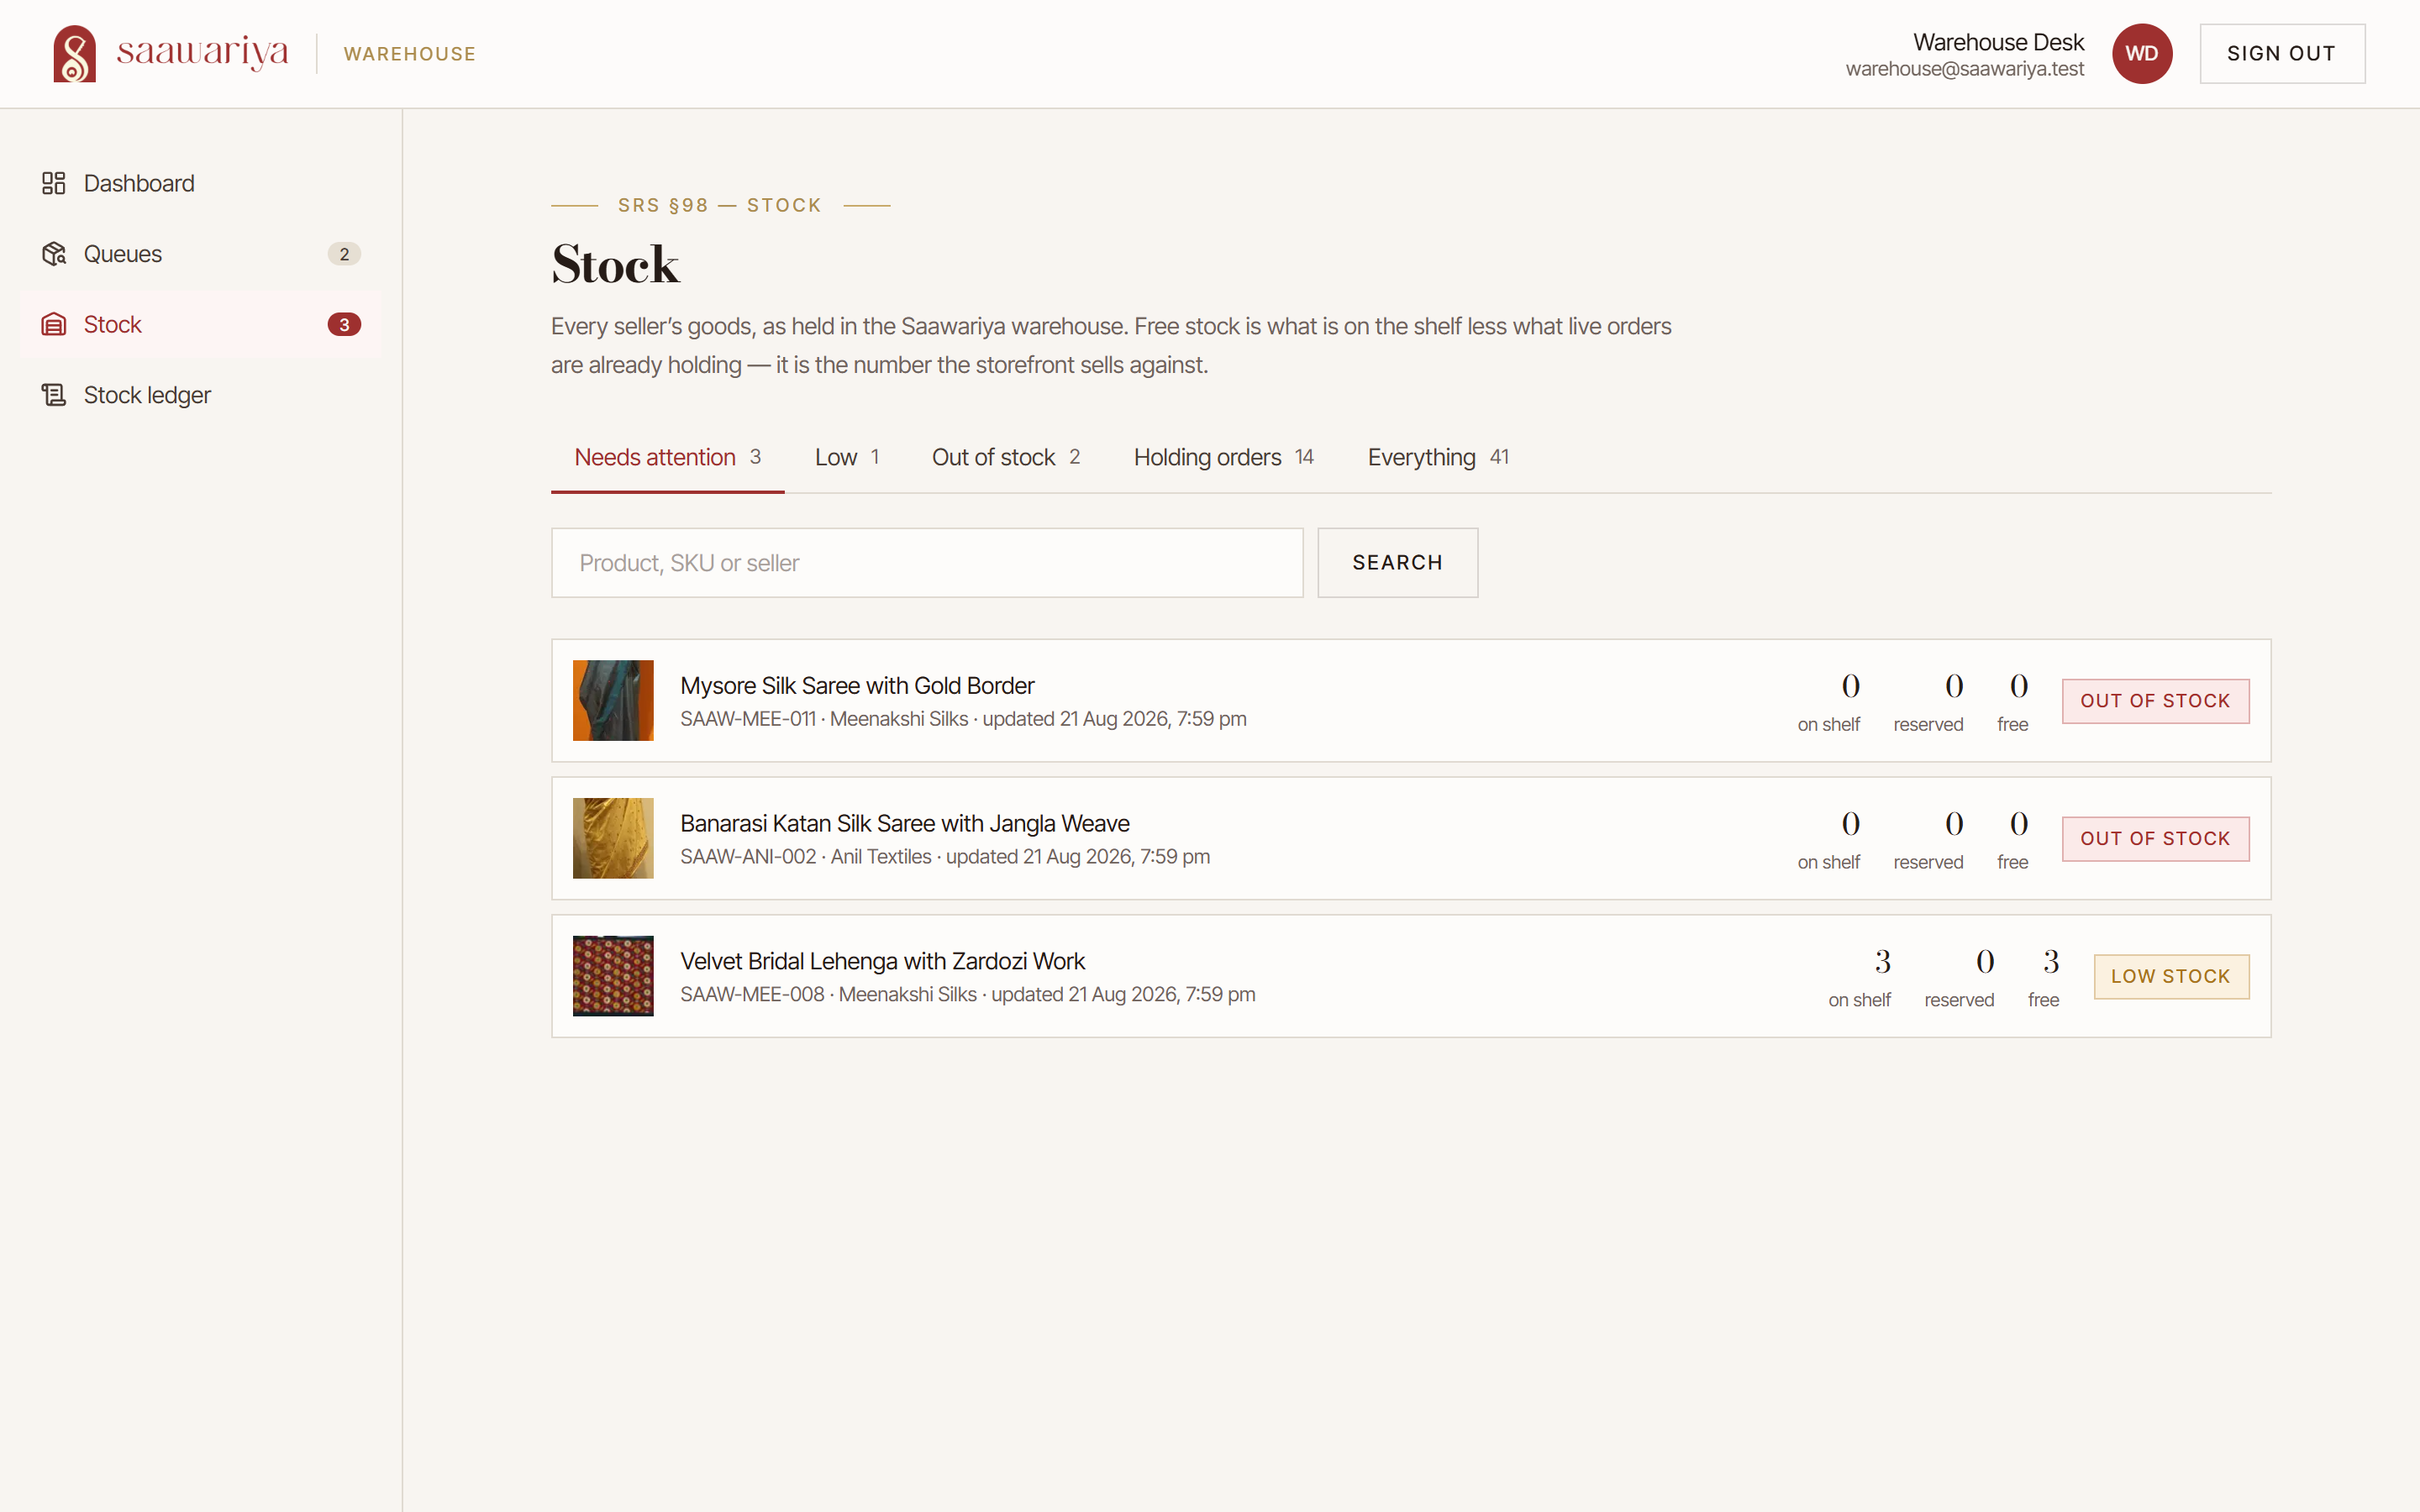 saawariya
WAREHOUSE
Warehouse Desk
warehouse@saawariya.test
WD
SIGN OUT
Dashboard
Queues 2
Stock 3
Stock ledger
SRS §98 — STOCK
Stock
Every seller’s goods, as held in the Saawariya warehouse. Free stock is what is on the shelf less what live orders
are already holding — it is the number the storefront sells against.
Needs attention 3 Low 1 Out of stock 2 Holding orders 14 Everything 41
Product, SKU or seller
SEARCH
Mysore Silk Saree with Gold Border
SAAW-MEE-011 · Meenakshi Silks · updated 21 Aug 2026, 7:59 pm
0 0 0
on shelf reserved free
OUT OF STOCK
Banarasi Katan Silk Saree with Jangla Weave
SAAW-ANI-002 · Anil Textiles · updated 21 Aug 2026, 7:59 pm
0 0 0
on shelf reserved free
OUT OF STOCK
Velvet Bridal Lehenga with Zardozi Work
SAAW-MEE-008 · Meenakshi Silks · updated 21 Aug 2026, 7:59 pm
3 0 3
on shelf reserved free
LOW STOCK